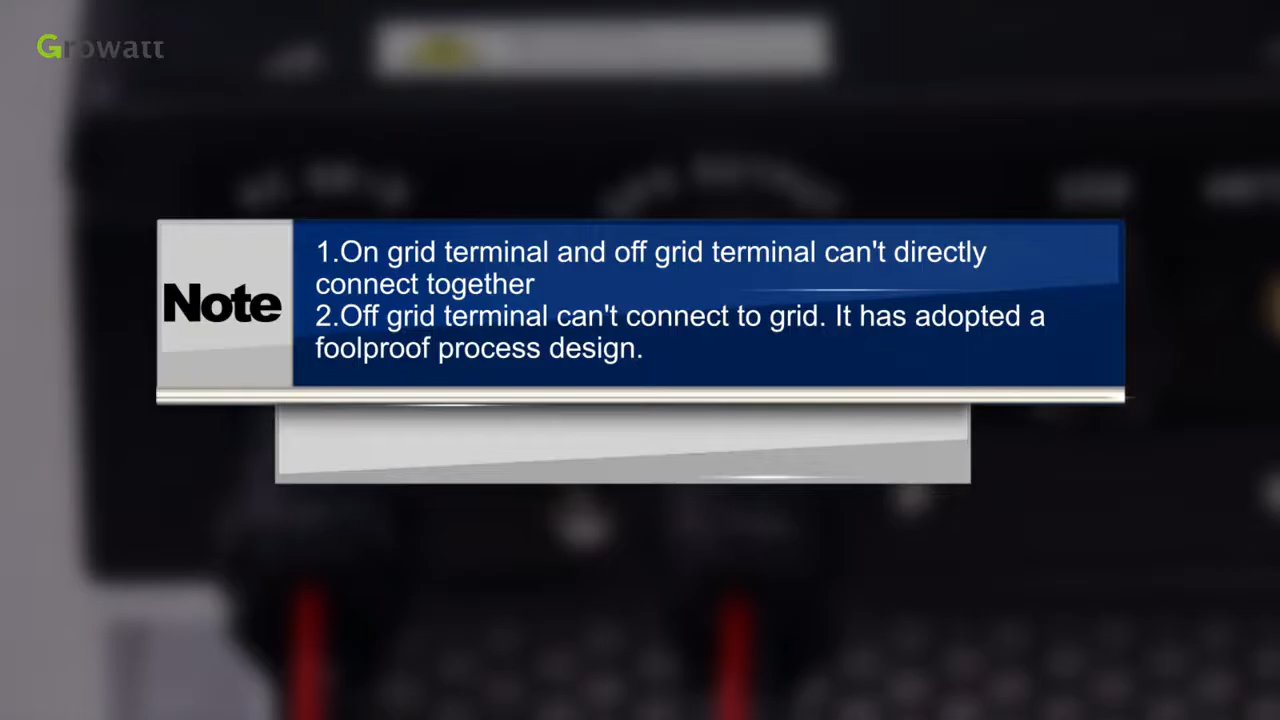 Growatt
Note
1.On grid terminal and off grid terminal can't directly
connect together
2.Off grid terminal can't connect to grid. It has adopted a
foolproof process design.